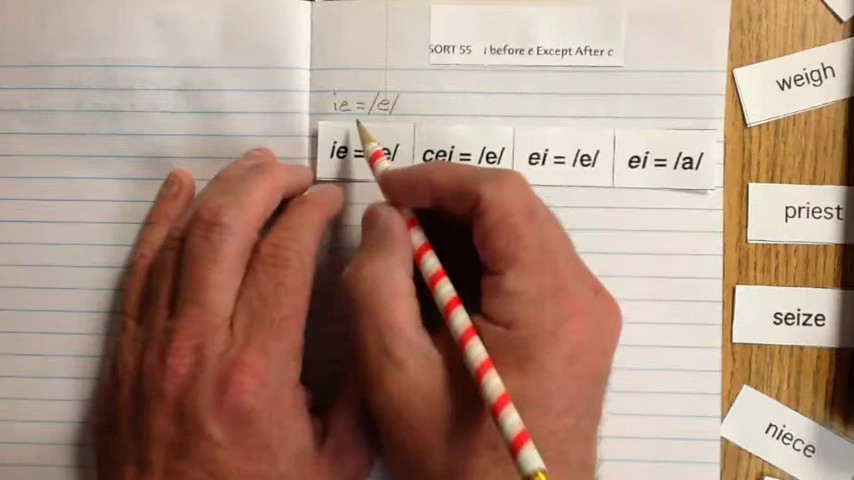 SORT 55 i before e Except After c
weigh
ie = /e/
ie = /e/ cei = /e/ ei = /e/ ei = /a/
priest
seize
niece